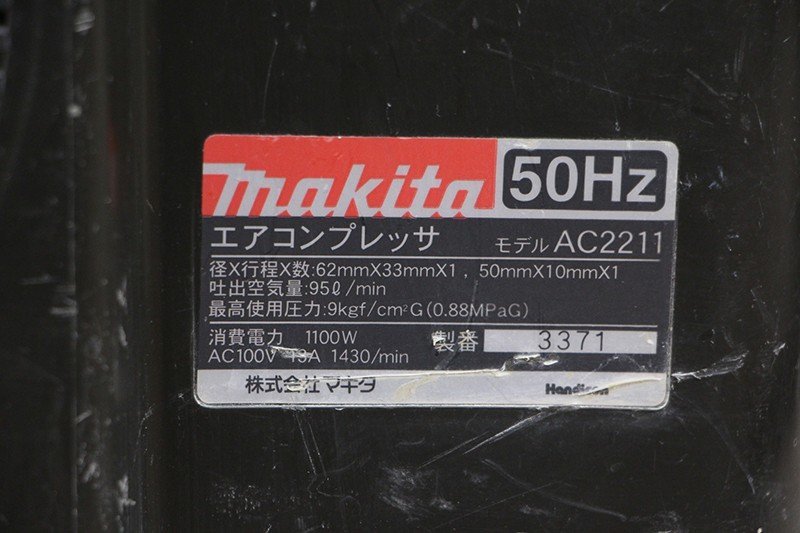 makita 50Hz
エアコンプレッサ モデル AC2211
径X行程X数:62mmX33mmX1 , 50mmX10mmX1
吐出空気量:95ℓ/min
最高使用圧力:9kgf/cm²G(0.88MPaG)
消費電力 1100W 製番 3371
AC100V 13A 1430/min
株式会社マキタ